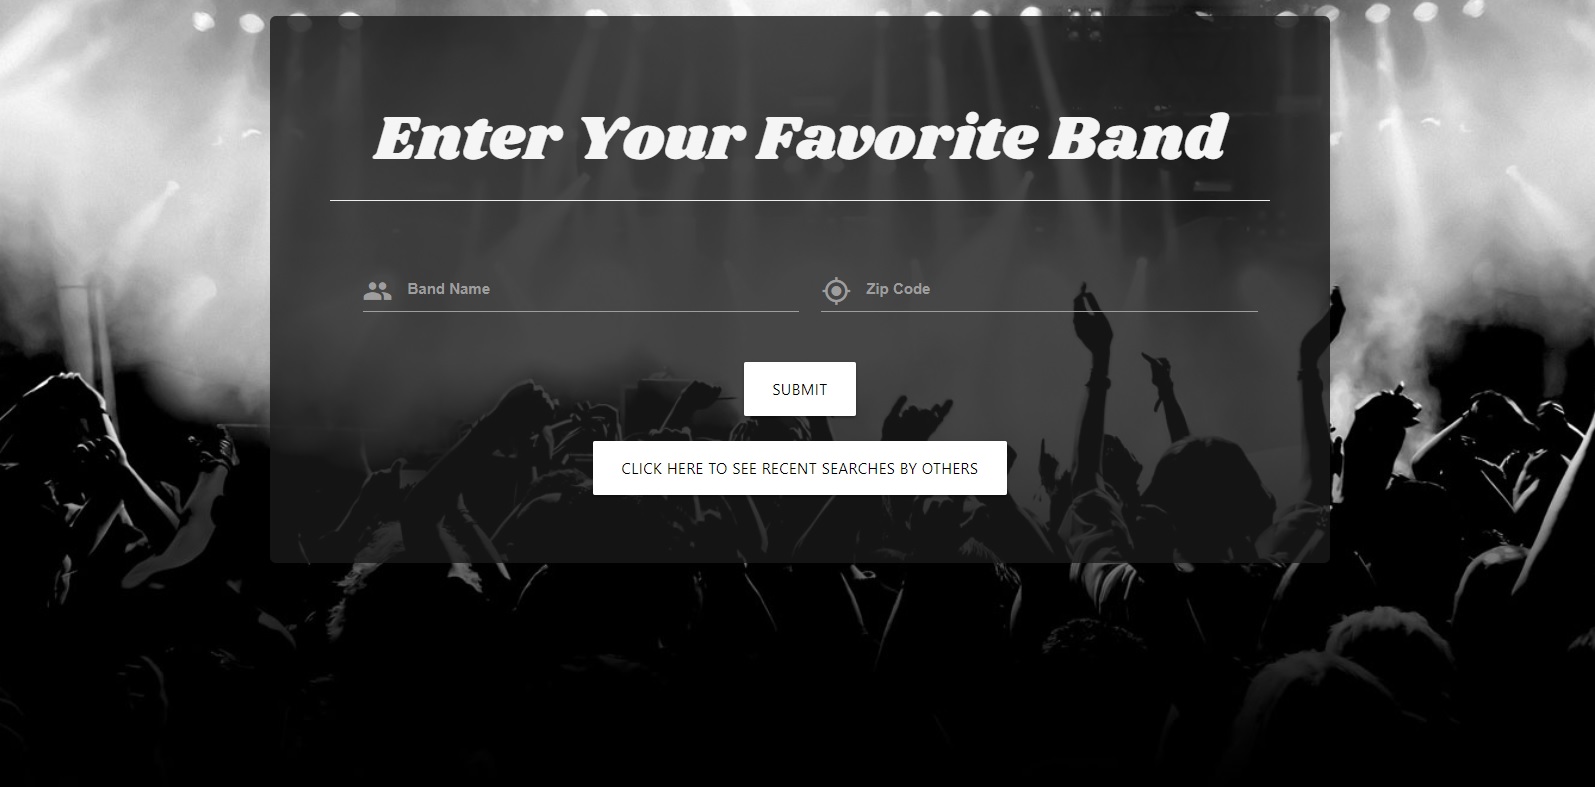 Enter Your Favorite Band
Band Name
Zip Code
SUBMIT
CLICK HERE TO SEE RECENT SEARCHES BY OTHERS